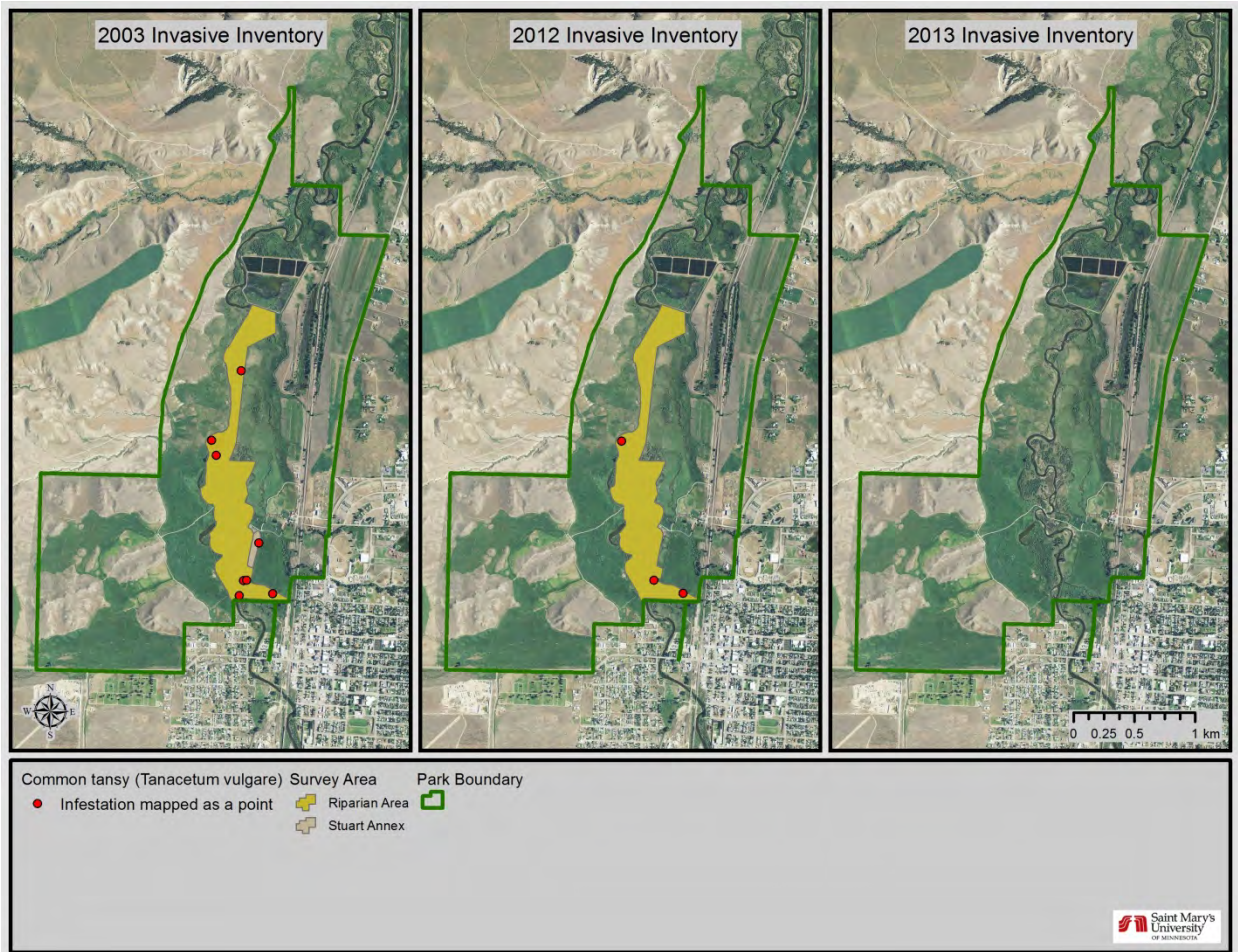 2003 Invasive Inventory
2012 Invasive Inventory
2013 Invasive Inventory
N
W E
S
0 0.25 0.5 1 km
Common tansy (Tanacetum vulgare)
Infestation mapped as a point
Survey Area
Riparian Area
Stuart Annex
Park Boundary
Saint Mary's
University
OF MINNESOTA